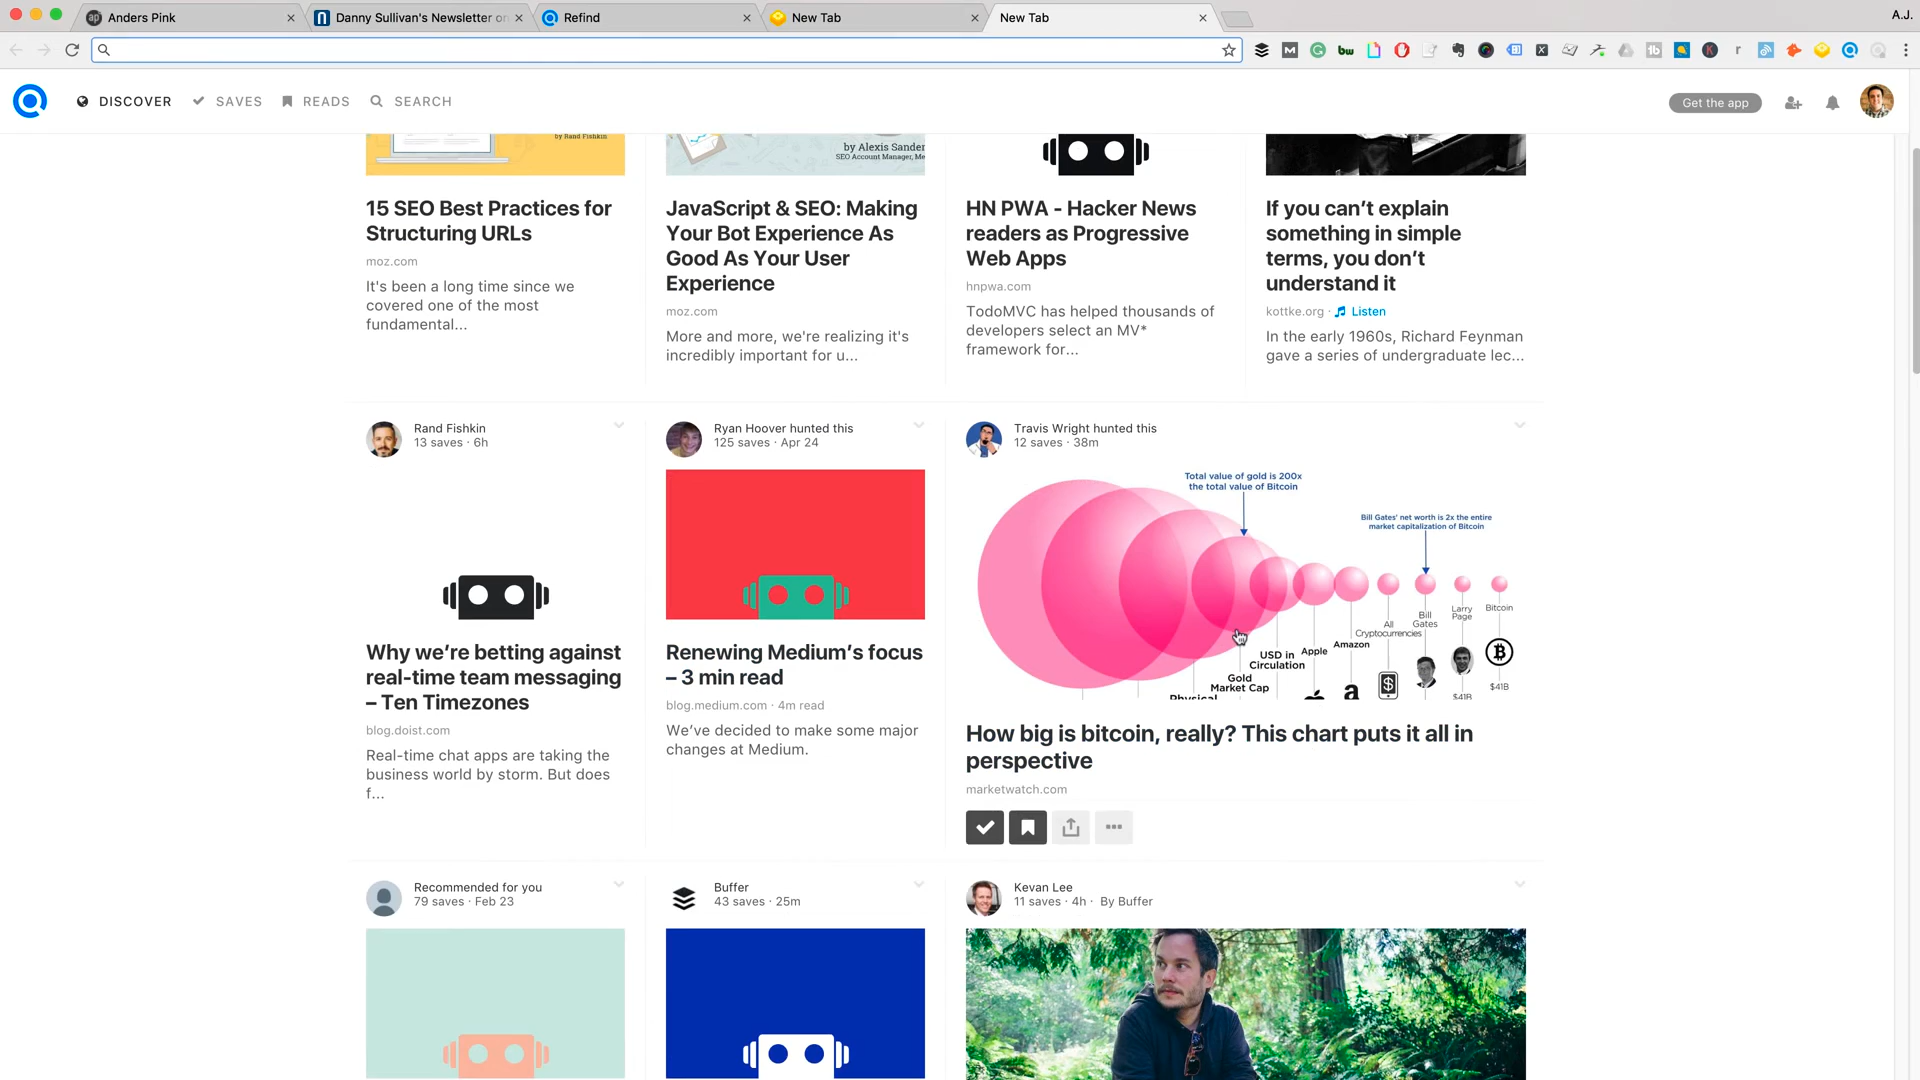 Anders Pink
Danny Sullivan's Newsletter on
Refind
New Tab
New Tab
A.J.
DISCOVER
SAVES
READS
SEARCH
Get the app
by Rand Fishkin
by Alexis Sander
SEO Account Manager, Me
15 SEO Best Practices for
Structuring URLs
moz.com
It's been a long time since we
covered one of the most
fundamental...
JavaScript & SEO: Making
Your Bot Experience As
Good As Your User
Experience
moz.com
More and more, we're realizing it's
incredibly important for u...
HN PWA - Hacker News
readers as Progressive
Web Apps
hnpwa.com
TodoMVC has helped thousands of
developers select an MV*
framework for...
If you can’t explain
something in simple
terms, you don’t
understand it
kottke.org · Listen
In the early 1960s, Richard Feynman
gave a series of undergraduate lec...
Rand Fishkin
13 saves · 6h
Why we’re betting against
real-time team messaging
– Ten Timezones
blog.doist.com
Real-time chat apps are taking the
business world by storm. But does
f...
Ryan Hoover hunted this
125 saves · Apr 24
Renewing Medium’s focus
– 3 min read
blog.medium.com · 4m read
We’ve decided to make some major
changes at Medium.
Travis Wright hunted this
12 saves · 38m
Total value of gold is 200x
the total value of Bitcoin
Bill Gates' net worth is 2x the entire
market capitalization of Bitcoin
Physical
Gold
Market Cap
USD in
Circulation
Apple
Amazon
All
Cryptocurrencies
Bill
Gates
Larry
Page
Bitcoin
$41B
$41B
How big is bitcoin, really? This chart puts it all in
perspective
marketwatch.com
Recommended for you
79 saves · Feb 23
Buffer
43 saves · 25m
Kevan Lee
11 saves · 4h · By Buffer